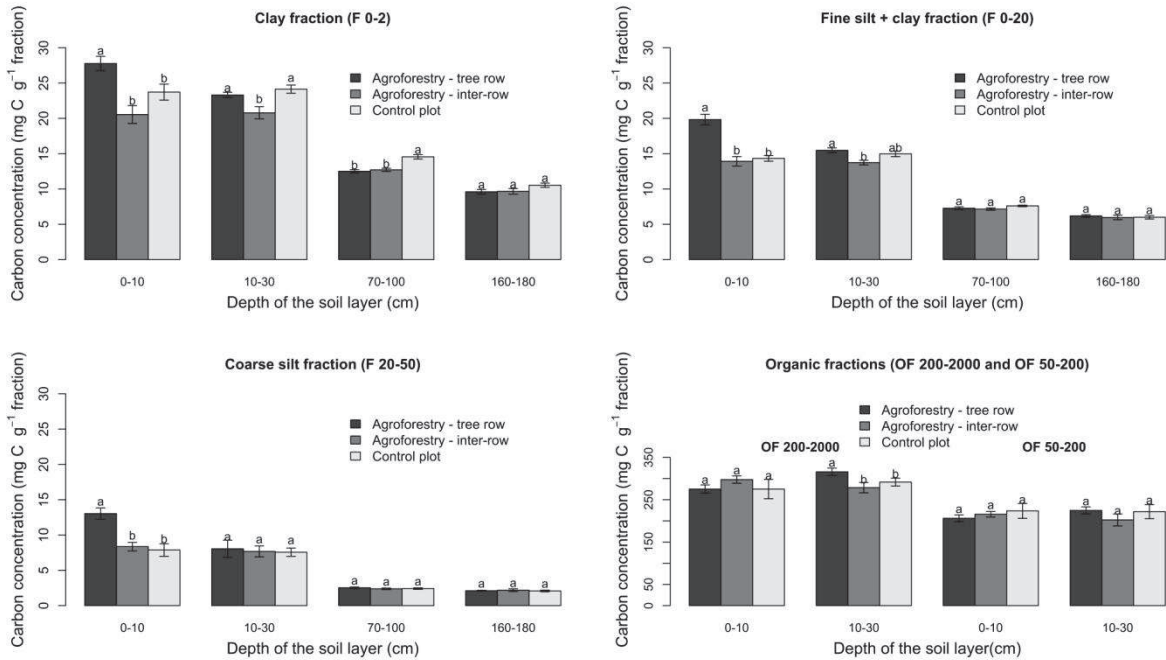 Clay fraction (F 0-2)
Carbon concentration (mg C g⁻¹ fraction)
30
25
20
15
10
5
0
a
b
b
a
b
a
b
b
a
a
a
a
Agroforestry - tree row
Agroforestry - inter-row
Control plot
0-10
10-30
70-100
160-180
Depth of the soil layer (cm)
Fine silt + clay fraction (F 0-20)
Carbon concentration (mg C g⁻¹ fraction)
30
25
20
15
10
5
0
a
b
b
a
b
ab
a
a
a
a
a
a
Agroforestry - tree row
Agroforestry - inter-row
Control plot
0-10
10-30
70-100
160-180
Depth of the soil layer (cm)
Coarse silt fraction (F 20-50)
Carbon concentration (mg C g⁻¹ fraction)
30
25
20
15
10
5
0
a
b
b
a
a
a
a
a
a
a
a
a
Agroforestry - tree row
Agroforestry - inter-row
Control plot
0-10
10-30
70-100
160-180
Depth of the soil layer (cm)
Organic fractions (OF 200-2000 and OF 50-200)
Carbon concentration (mg C g⁻¹ fraction)
350
250
150
50
0
Agroforestry - tree row
Agroforestry - inter-row
Control plot
OF 200-2000
OF 50-200
a
a
a
a
b
b
a
a
a
a
a
a
0-10
10-30
0-10
10-30
Depth of the soil layer(cm)